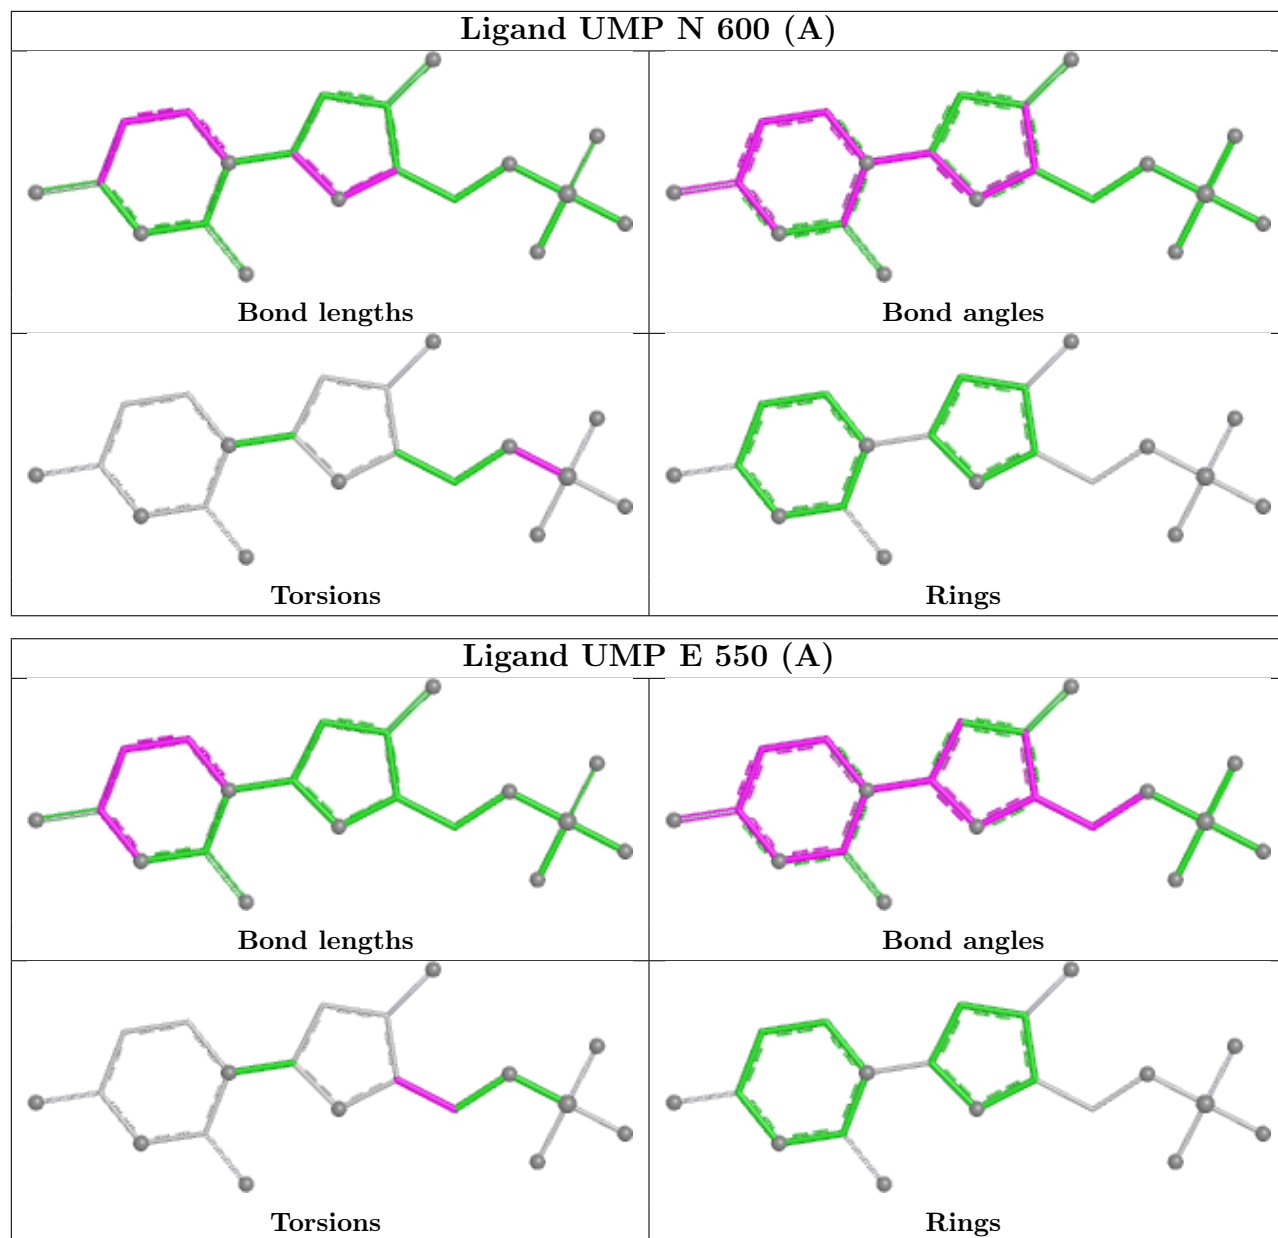 Ligand UMP N 600 (A)
Bond lengths
Bond angles
Torsions
Rings
Ligand UMP E 550 (A)
Bond lengths
Bond angles
Torsions
Rings